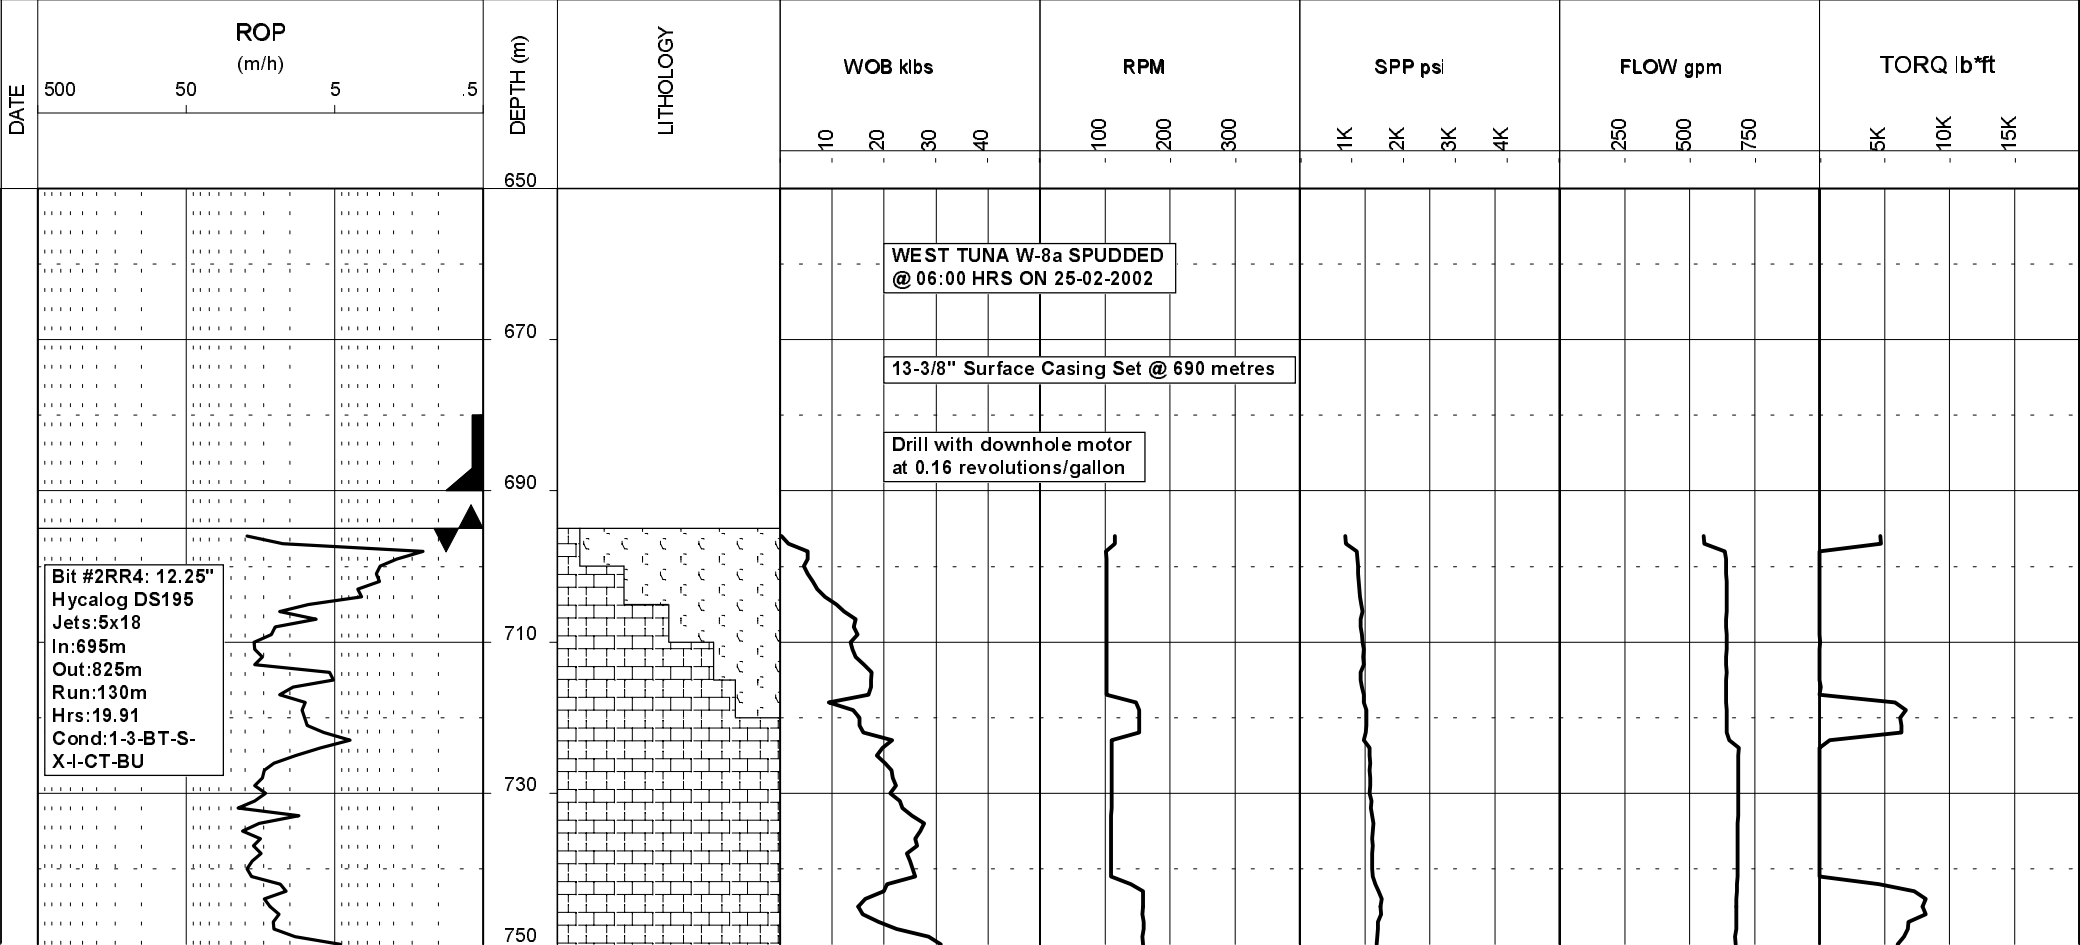 DATE
ROP
(m/h)
500 50 5 .5
DEPTH (m)
LITHOLOGY
WOB klbs
10 20 30 40
RPM
100 200 300
SPP psi
1K 2K 3K 4K
FLOW gpm
250 500 750
TORQ lb*ft
5K 10K 15K
650
WEST TUNA W-8a SPUDDED
@ 06:00 HRS ON 25-02-2002
670
13-3/8" Surface Casing Set @ 690 metres
Drill with downhole motor
at 0.16 revolutions/gallon
690
Bit #2RR4: 12.25"
Hycalog DS195
Jets:5x18
In:695m
Out:825m
Run:130m
Hrs:19.91
Cond:1-3-BT-S-
X-I-CT-BU
710
730
750